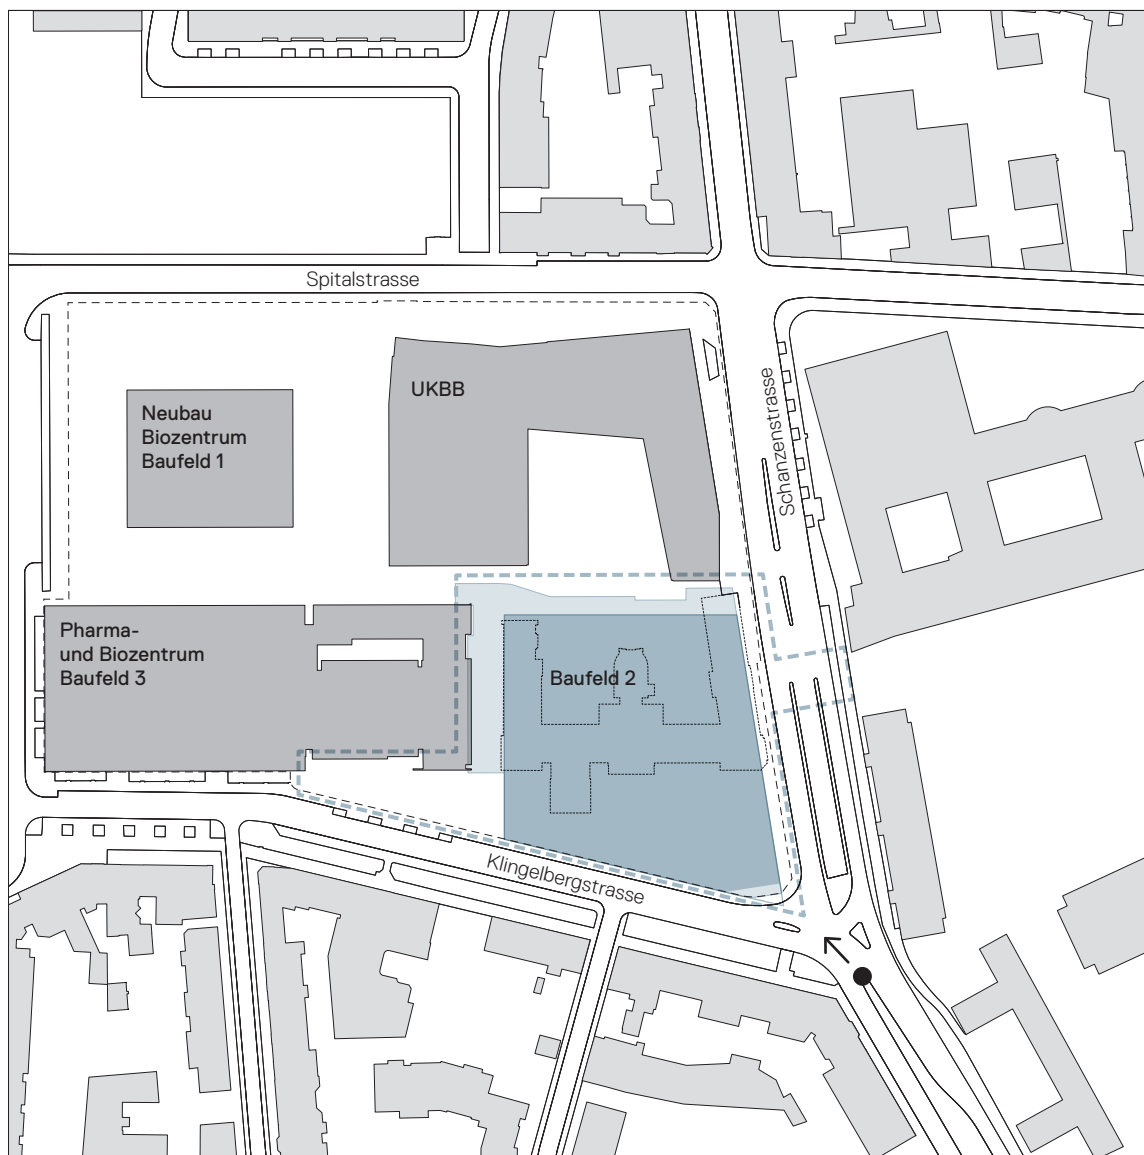 Spitalstrasse
UKBB
Neubau
Biozentrum
Baufeld 1
Schanzenstrasse
Pharma-
und Biozentrum
Baufeld 3
Baufeld 2
Klingelbergstrasse